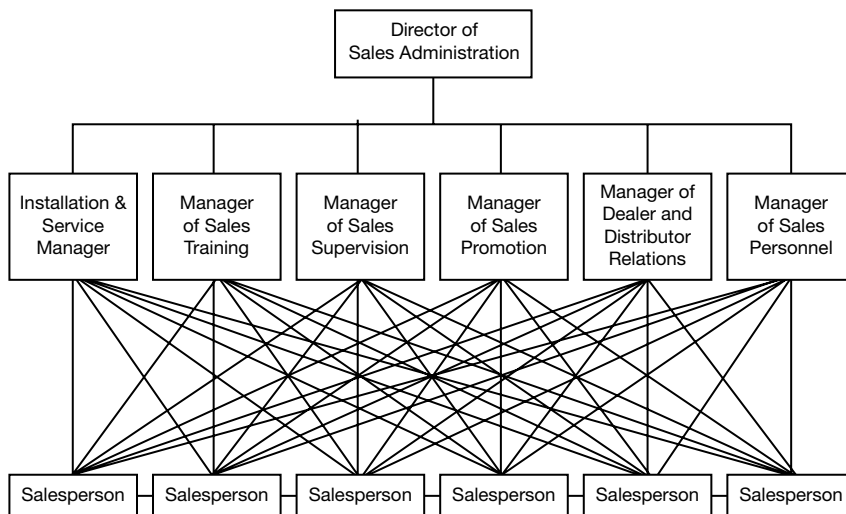 Director of
Sales Administration
Installation &
Service
Manager
Manager
of Sales
Training
Manager
of Sales
Supervision
Manager
of Sales
Promotion
Manager of
Dealer and
Distributor
Relations
Manager
of Sales
Personnel
Salesperson
Salesperson
Salesperson
Salesperson
Salesperson
Salesperson